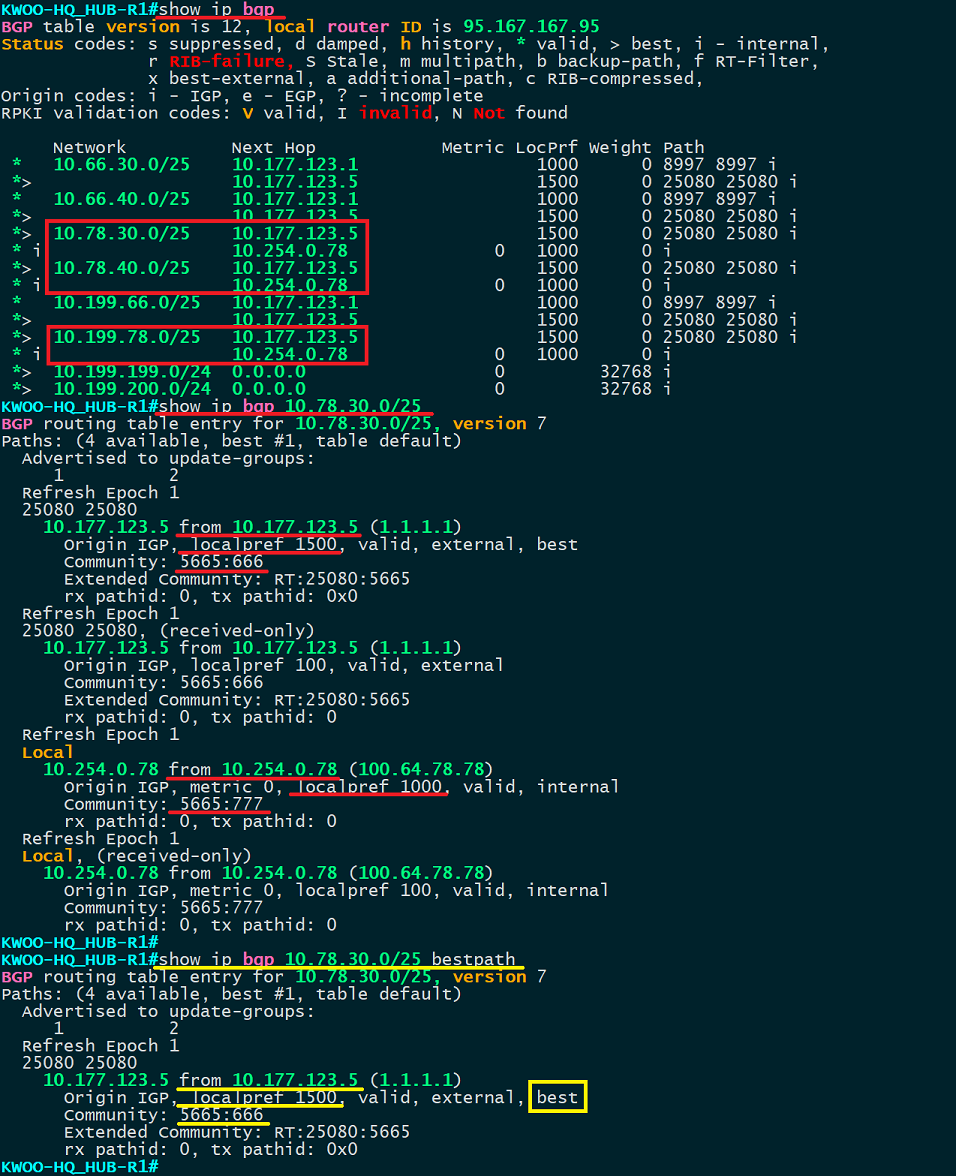 KWOO-HQ_HUB-R1#show ip bgp
BGP table version is 12, local router ID is 95.167.167.95
Status codes: s suppressed, d damped, h history, * valid, > best, i - internal,
              r RIB-failure, S Stale, m multipath, b backup-path, f RT-Filter,
              x best-external, a additional-path, c RIB-compressed,
Origin codes: i - IGP, e - EGP, ? - incomplete
RPKI validation codes: V valid, I invalid, N Not found

     Network          Next Hop            Metric LocPrf Weight Path
 *   10.66.30.0/25    10.177.123.1                 1000      0 8997 8997 i
 *>                   10.177.123.5                 1500      0 25080 25080 i
 *   10.66.40.0/25    10.177.123.1                 1000      0 8997 8997 i
 *>                   10.177.123.5                 1500      0 25080 25080 i
 *>  10.78.30.0/25    10.177.123.5                 1500      0 25080 25080 i
 * i                  10.254.0.78              0   1000      0 i
 *>  10.78.40.0/25    10.177.123.5                 1500      0 25080 25080 i
 * i                  10.254.0.78              0   1000      0 i
 *   10.199.66.0/25   10.177.123.1                 1000      0 8997 8997 i
 *>                   10.177.123.5                 1500      0 25080 25080 i
 *>  10.199.78.0/25   10.177.123.5                 1500      0 25080 25080 i
 * i                  10.254.0.78              0   1000      0 i
 *>  10.199.199.0/24  0.0.0.0                  0         32768 i
 *>  10.199.200.0/24  0.0.0.0                  0         32768 i
KWOO-HQ_HUB-R1#show ip bgp 10.78.30.0/25
BGP routing table entry for 10.78.30.0/25, version 7
Paths: (4 available, best #1, table default)
  Advertised to update-groups:
     1          2
  Refresh Epoch 1
  25080 25080
    10.177.123.5 from 10.177.123.5 (1.1.1.1)
      Origin IGP, localpref 1500, valid, external, best
      Community: 5665:666
      Extended Community: RT:25080:5665
      rx pathid: 0, tx pathid: 0x0
  Refresh Epoch 1
  25080 25080, (received-only)
    10.177.123.5 from 10.177.123.5 (1.1.1.1)
      Origin IGP, localpref 100, valid, external
      Community: 5665:666
      Extended Community: RT:25080:5665
      rx pathid: 0, tx pathid: 0
  Refresh Epoch 1
  Local
    10.254.0.78 from 10.254.0.78 (100.64.78.78)
      Origin IGP, metric 0, localpref 1000, valid, internal
      Community: 5665:777
      rx pathid: 0, tx pathid: 0
  Refresh Epoch 1
  Local, (received-only)
    10.254.0.78 from 10.254.0.78 (100.64.78.78)
      Origin IGP, metric 0, localpref 100, valid, internal
      Community: 5665:777
      rx pathid: 0, tx pathid: 0
KWOO-HQ_HUB-R1#
KWOO-HQ_HUB-R1#show ip bgp 10.78.30.0/25 bestpath
BGP routing table entry for 10.78.30.0/25, version 7
Paths: (4 available, best #1, table default)
  Advertised to update-groups:
     1          2
  Refresh Epoch 1
  25080 25080
    10.177.123.5 from 10.177.123.5 (1.1.1.1)
      Origin IGP, localpref 1500, valid, external, best
      Community: 5665:666
      Extended Community: RT:25080:5665
      rx pathid: 0, tx pathid: 0x0
KWOO-HQ_HUB-R1#